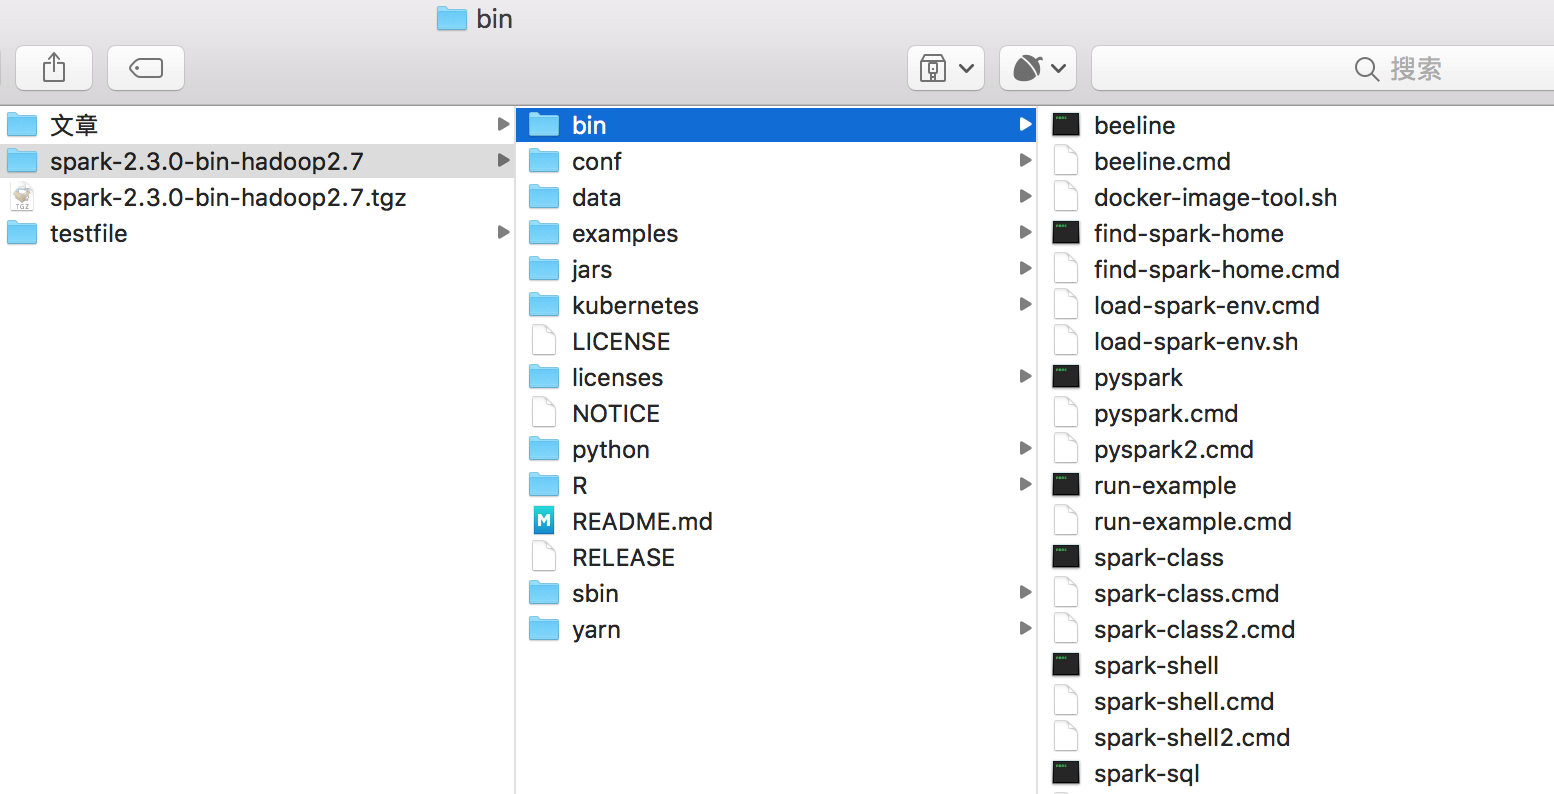 bin
搜索
文章
spark-2.3.0-bin-hadoop2.7
TGZ
spark-2.3.0-bin-hadoop2.7.tgz
testfile
bin
conf
data
examples
jars
kubernetes
LICENSE
licenses
NOTICE
python
R
M
README.md
RELEASE
sbin
yarn
beeline
beeline.cmd
docker-image-tool.sh
find-spark-home
find-spark-home.cmd
load-spark-env.cmd
load-spark-env.sh
pyspark
pyspark.cmd
pyspark2.cmd
run-example
run-example.cmd
spark-class
spark-class.cmd
spark-class2.cmd
spark-shell
spark-shell.cmd
spark-shell2.cmd
spark-sql